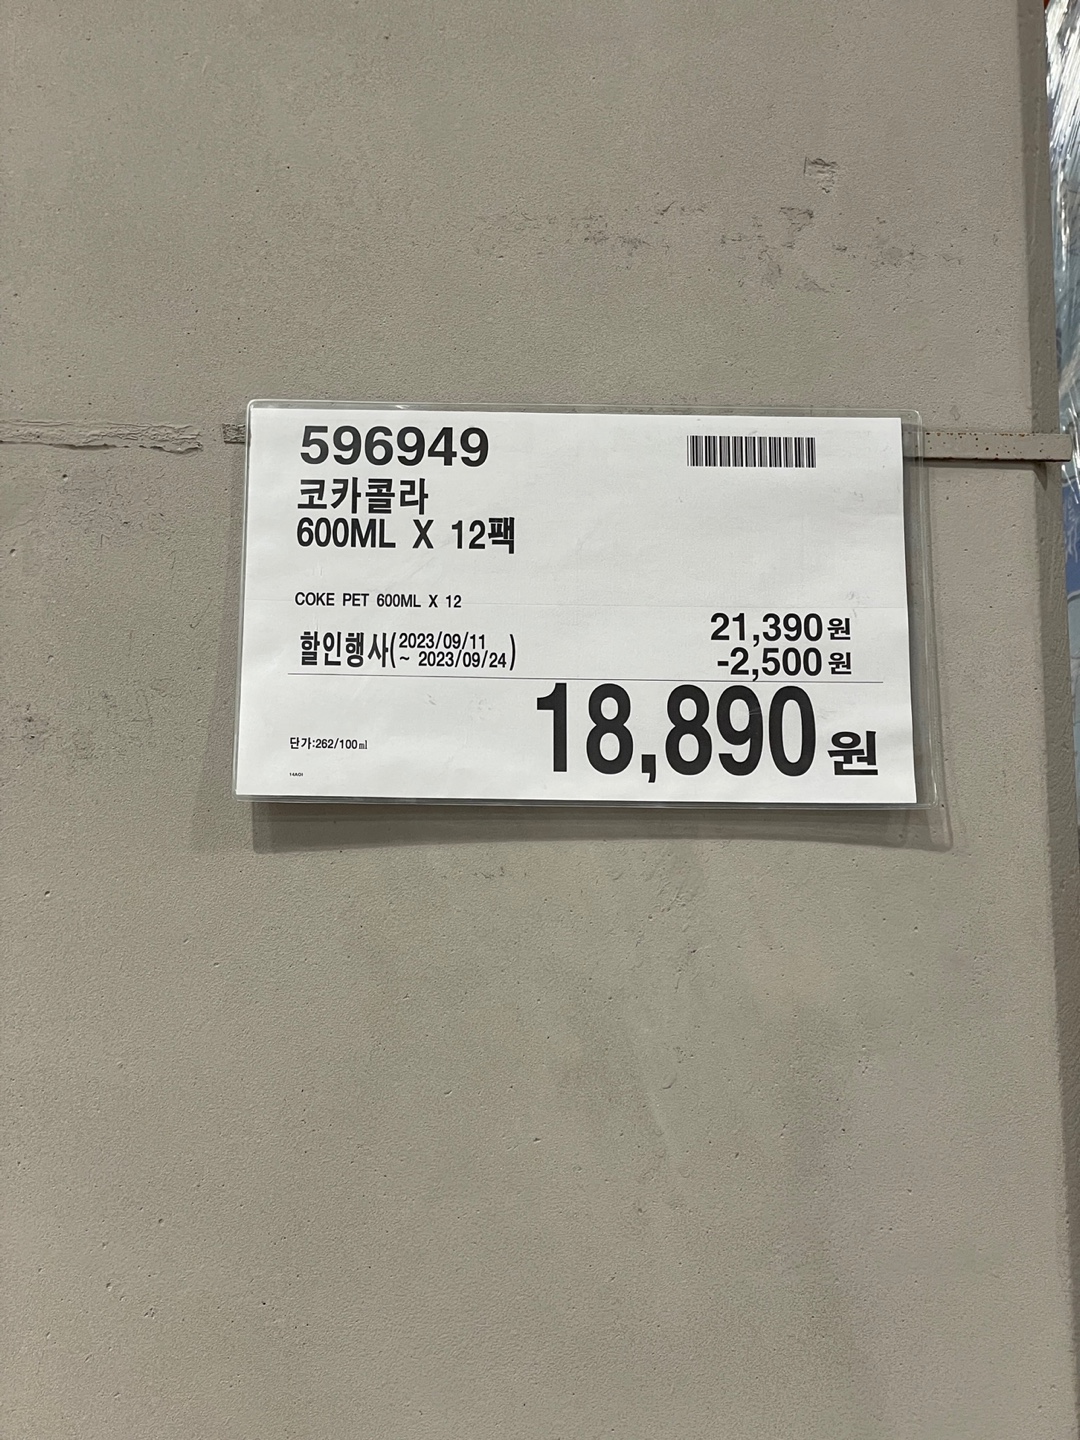 596949
코카콜라
600ML X 12팩
COKE PET 600ML X 12
21,390원
할인행사(2023/09/11 ~ 2023/09/24)
-2,500원
18,890원
단가:262/100㎖